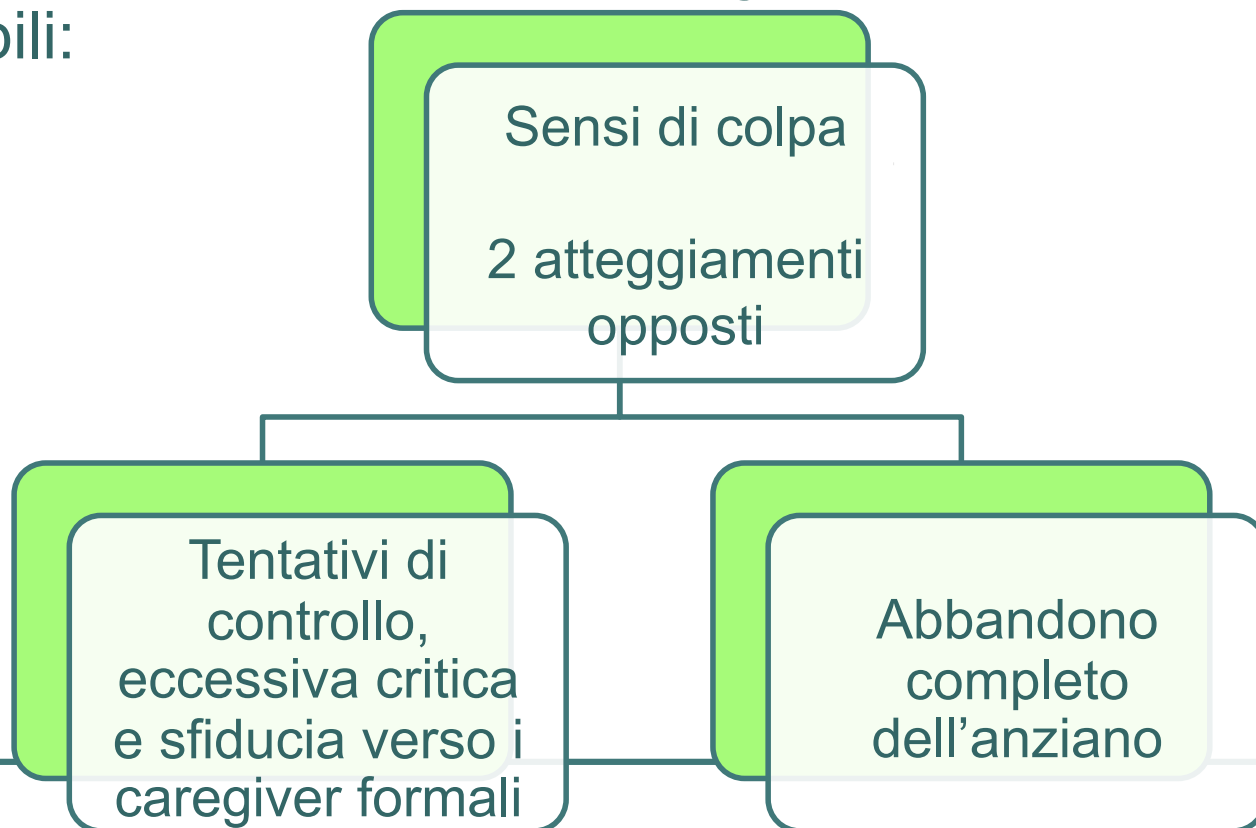 bili:
Sensi di colpa
2 atteggiamenti
opposti
Tentativi di
controllo,
eccessiva critica
e sfiducia verso i
caregiver formali
Abbandono
completo
dell’anziano